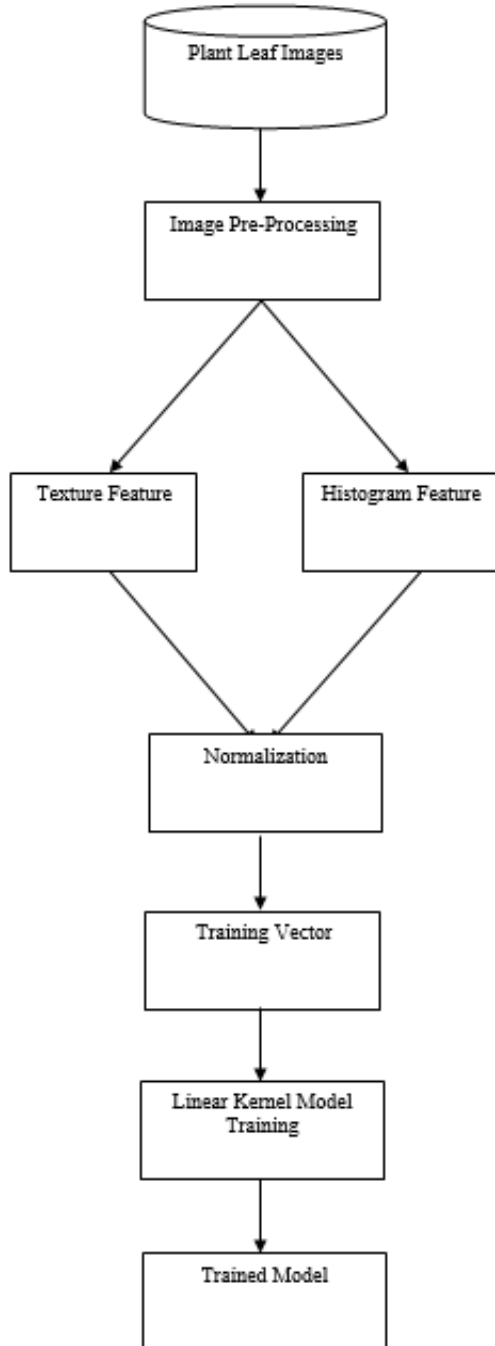 Plant Leaf Images
Image Pre-Processing
Texture Feature
Histogram Feature
Normalization
Training Vector
Linear Kernel Model
Training
Trained Model